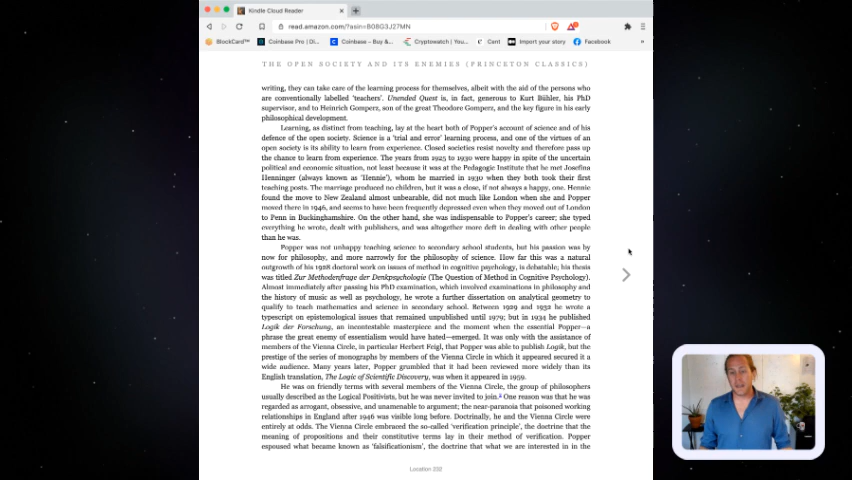 Kindle Cloud Reader
read.amazon.com/?asin=B08G3J27MN
BlockCard™
Coinbase Pro | Di...
Coinbase – Buy &...
Cryptowatch | You...
Cent
Import your story
Facebook
THE OPEN SOCIETY AND ITS ENEMIES (PRINCETON CLASSICS)
writing, they can take care of the learning process for themselves, albeit with the aid of the persons who
are conventionally labelled ‘teachers’. Unended Quest is, in fact, generous to Kurt Bühler, his PhD
supervisor, and to Heinrich Gomperz, son of the great Theodore Gomperz, and the key figure in his early
philosophical development.
Learning, as distinct from teaching, lay at the heart both of Popper’s account of science and of his
defence of the open society. Science is a ‘trial and error’ learning process, and one of the virtues of an
open society is its ability to learn from experience. Closed societies resist novelty and therefore pass up
the chance to learn from experience. The years from 1925 to 1930 were happy in spite of the uncertain
political and economic situation, not least because it was at the Pedagogic Institute that he met Josefina
Henninger (always known as ‘Hennie’), whom he married in 1930 when they both took their first
teaching posts. The marriage produced no children, but it was a close, if not always a happy, one. Hennie
found the move to New Zealand almost unbearable, did not much like London when she and Popper
moved there in 1946, and seems to have been frequently depressed even when they moved out of London
to Penn in Buckinghamshire. On the other hand, she was indispensable to Popper’s career; she typed
everything he wrote, dealt with publishers, and was altogether more deft in dealing with other people
than he was.
Popper was not unhappy teaching science to secondary school students, but his passion was by
now for philosophy, and more narrowly for the philosophy of science. How far this was a natural
outgrowth of his 1928 doctoral work on issues of method in cognitive psychology, is debatable; his thesis
was titled Zur Methodenfrage der Denkpsychologie (The Question of Method in Cognitive Psychology).
Almost immediately after passing his PhD examination, which involved examinations in philosophy and
the history of music as well as psychology, he wrote a further dissertation on analytical geometry to
qualify to teach mathematics and science in secondary school. Between 1929 and 1932 he wrote a
typescript on epistemological issues that remained unpublished until 1979; but in 1934 he published
Logik der Forschung, an incontestable masterpiece and the moment when the essential Popper—a
phrase the great enemy of essentialism would have hated—emerged. It was only with the assistance of
members of the Vienna Circle, in particular Herbert Feigl, that Popper was able to publish Logik, but the
prestige of the series of monographs by members of the Vienna Circle in which it appeared secured it a
wide audience. Many years later, Popper grumbled that it had been reviewed more widely than its
English translation, The Logic of Scientific Discovery, was when it appeared in 1959.
He was on friendly terms with several members of the Vienna Circle, the group of philosophers
usually described as the Logical Positivists, but he was never invited to join. One reason was that he was
regarded as arrogant, obsessive, and unamenable to argument; the near-paranoia that poisoned working
relationships in England after 1946 was visible long before. Doctrinally, he and the Vienna Circle were
entirely at odds. The Vienna Circle embraced the so-called ‘verification principle’, the doctrine that the
meaning of propositions and their constitutive terms lay in their method of verification. Popper
espoused what became known as ‘falsificationism’, the doctrine that what we are interested in in the
Location 232